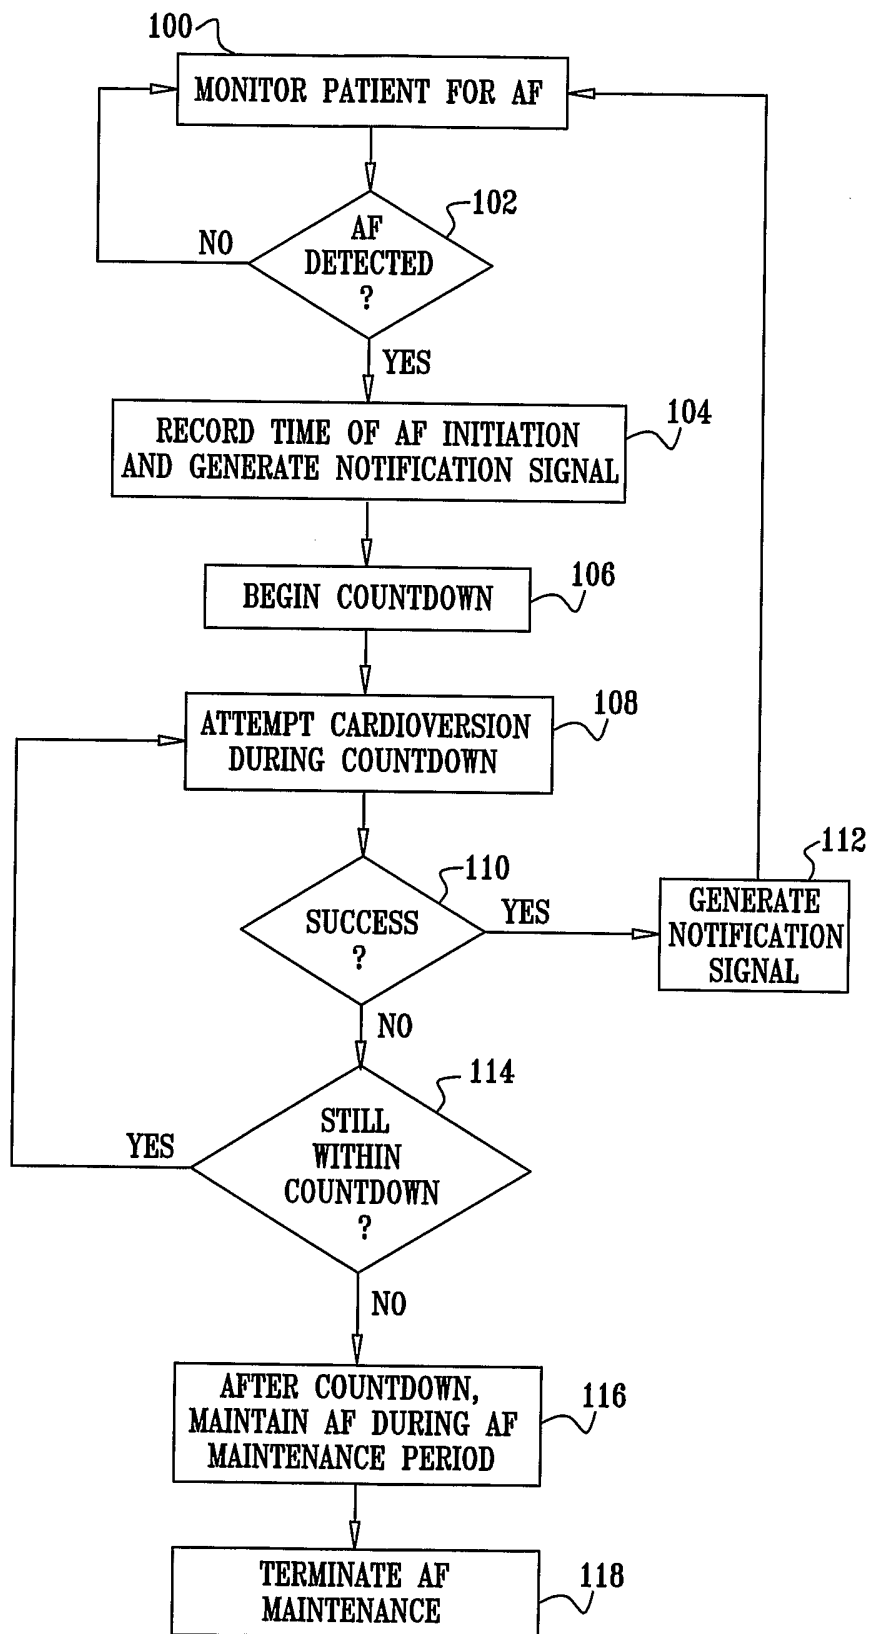 100
MONITOR PATIENT FOR AF
102
AF
DETECTED
?
NO
YES
104
RECORD TIME OF AF INITIATION
AND GENERATE NOTIFICATION SIGNAL
106
BEGIN COUNTDOWN
108
ATTEMPT CARDIOVERSION
DURING COUNTDOWN
110
SUCCESS
?
YES
112
GENERATE
NOTIFICATION
SIGNAL
NO
114
STILL
WITHIN
COUNTDOWN
?
YES
NO
116
AFTER COUNTDOWN,
MAINTAIN AF DURING AF
MAINTENANCE PERIOD
118
TERMINATE AF
MAINTENANCE